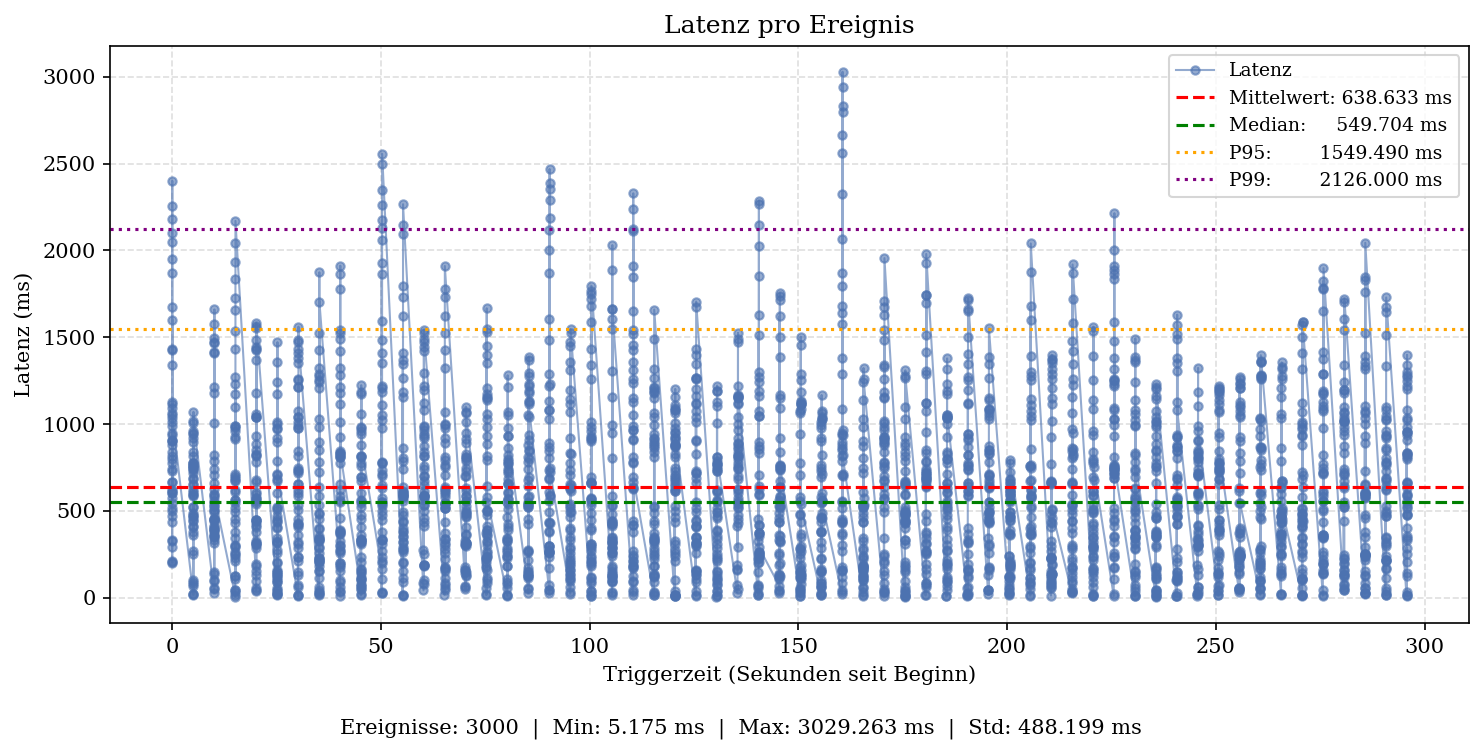 Latenz pro Ereignis
Latenz (ms)
3000
2500
2000
1500
1000
500
0
Latenz
Mittelwert: 638.633 ms
Median: 549.704 ms
P95: 1549.490 ms
P99: 2126.000 ms
0 50 100 150 200 250 300
Triggerzeit (Sekunden seit Beginn)
Ereignisse: 3000 | Min: 5.175 ms | Max: 3029.263 ms | Std: 488.199 ms